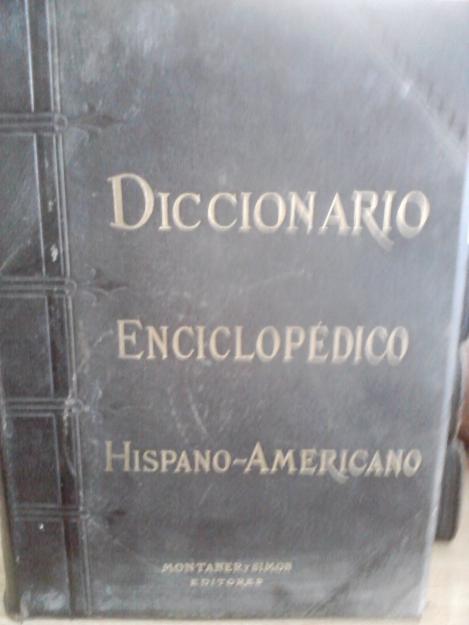 DICCIONARIO
ENCICLOPÉDICO
HISPANO-AMERICANO
MONTANER Y SIMON
EDITORES